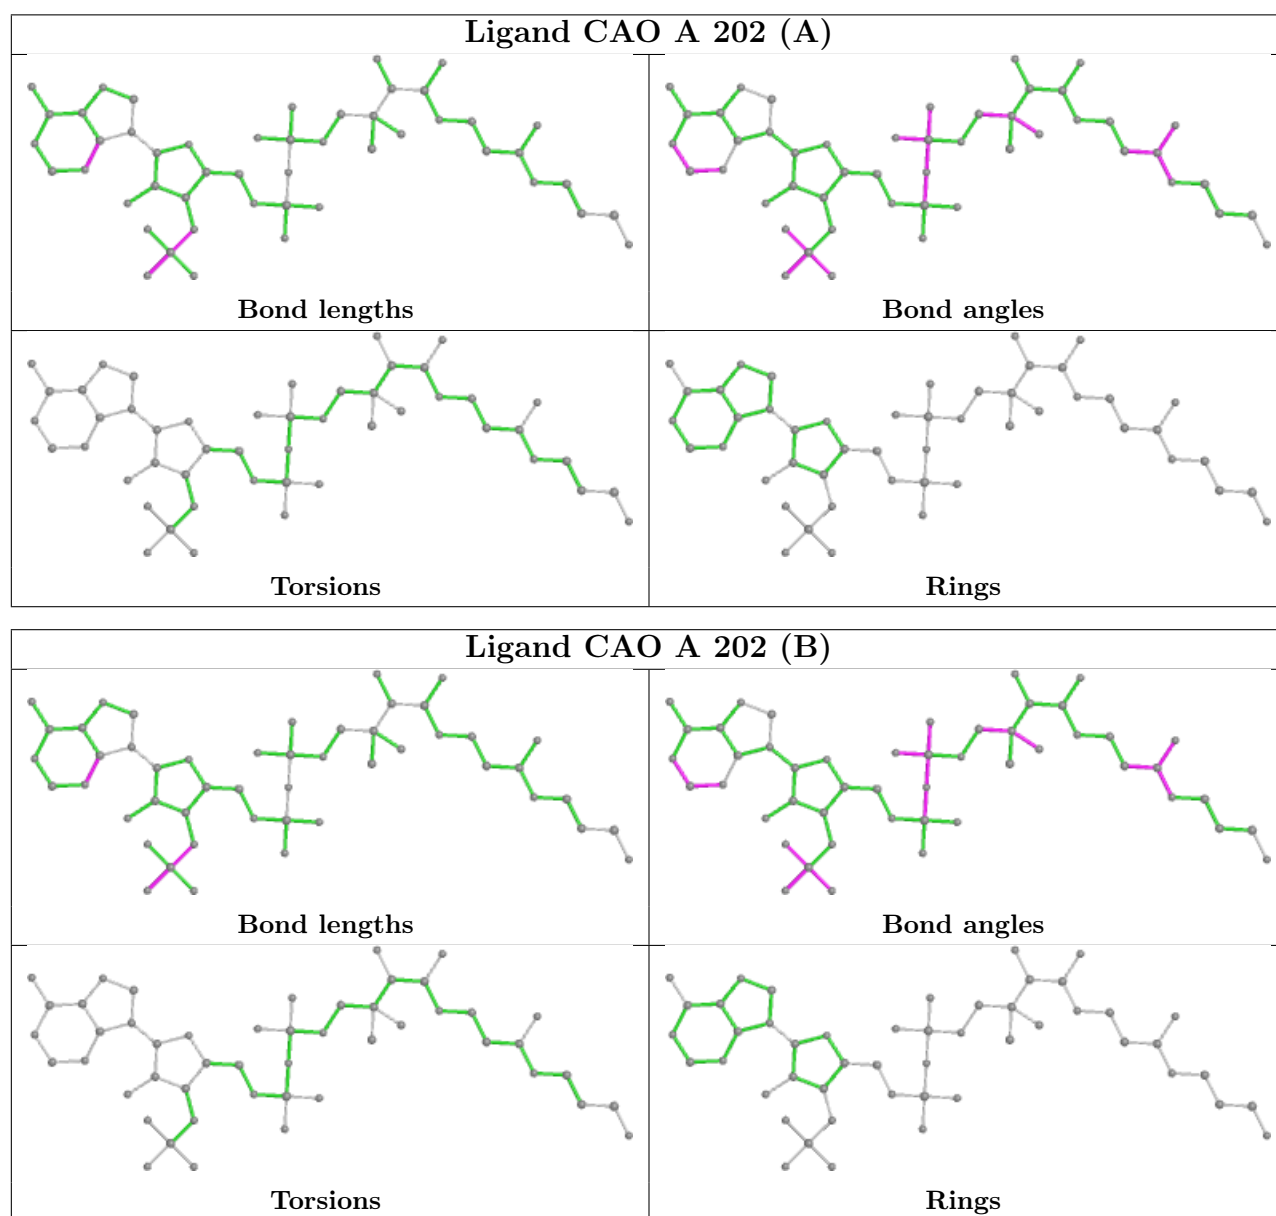 Ligand CAO A 202 (A)
Bond lengths
Bond angles
Torsions
Rings
Ligand CAO A 202 (B)
Bond lengths
Bond angles
Torsions
Rings